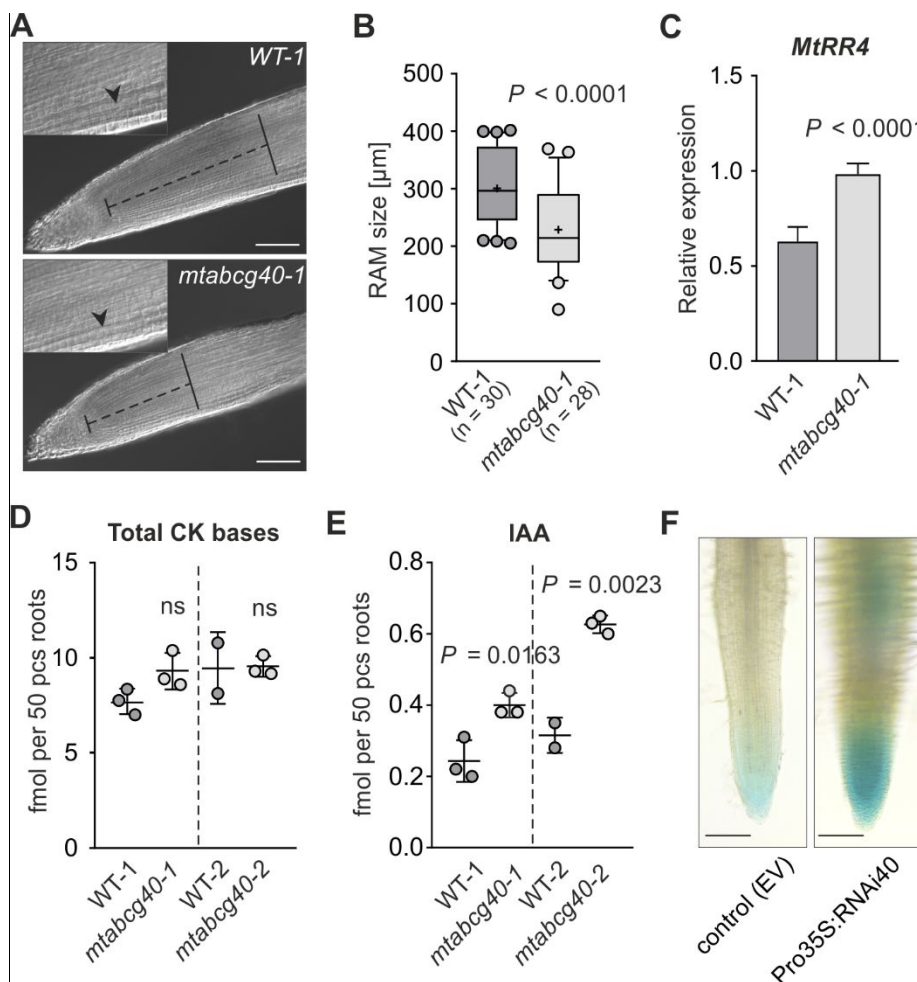 A
WT-1
mtabcg40-1
B
RAM size [µm]
500
400
300
200
100
0
P < 0.0001
WT-1
(n = 30)
mtabcg40-1
(n = 28)
C
MtRR4
Relative expression
1.5
1.0
0.5
0.0
P < 0.0001
WT-1
mtabcg40-1
D
Total CK bases
fmol per 50 pcs roots
15
10
5
0
ns
ns
WT-1
mtabcg40-1
WT-2
mtabcg40-2
E
IAA
fmol per 50 pcs roots
0.8
0.6
0.4
0.2
0.0
P = 0.0163
P = 0.0023
WT-1
mtabcg40-1
WT-2
mtabcg40-2
F
control (EV)
Pro35S:RNAi40